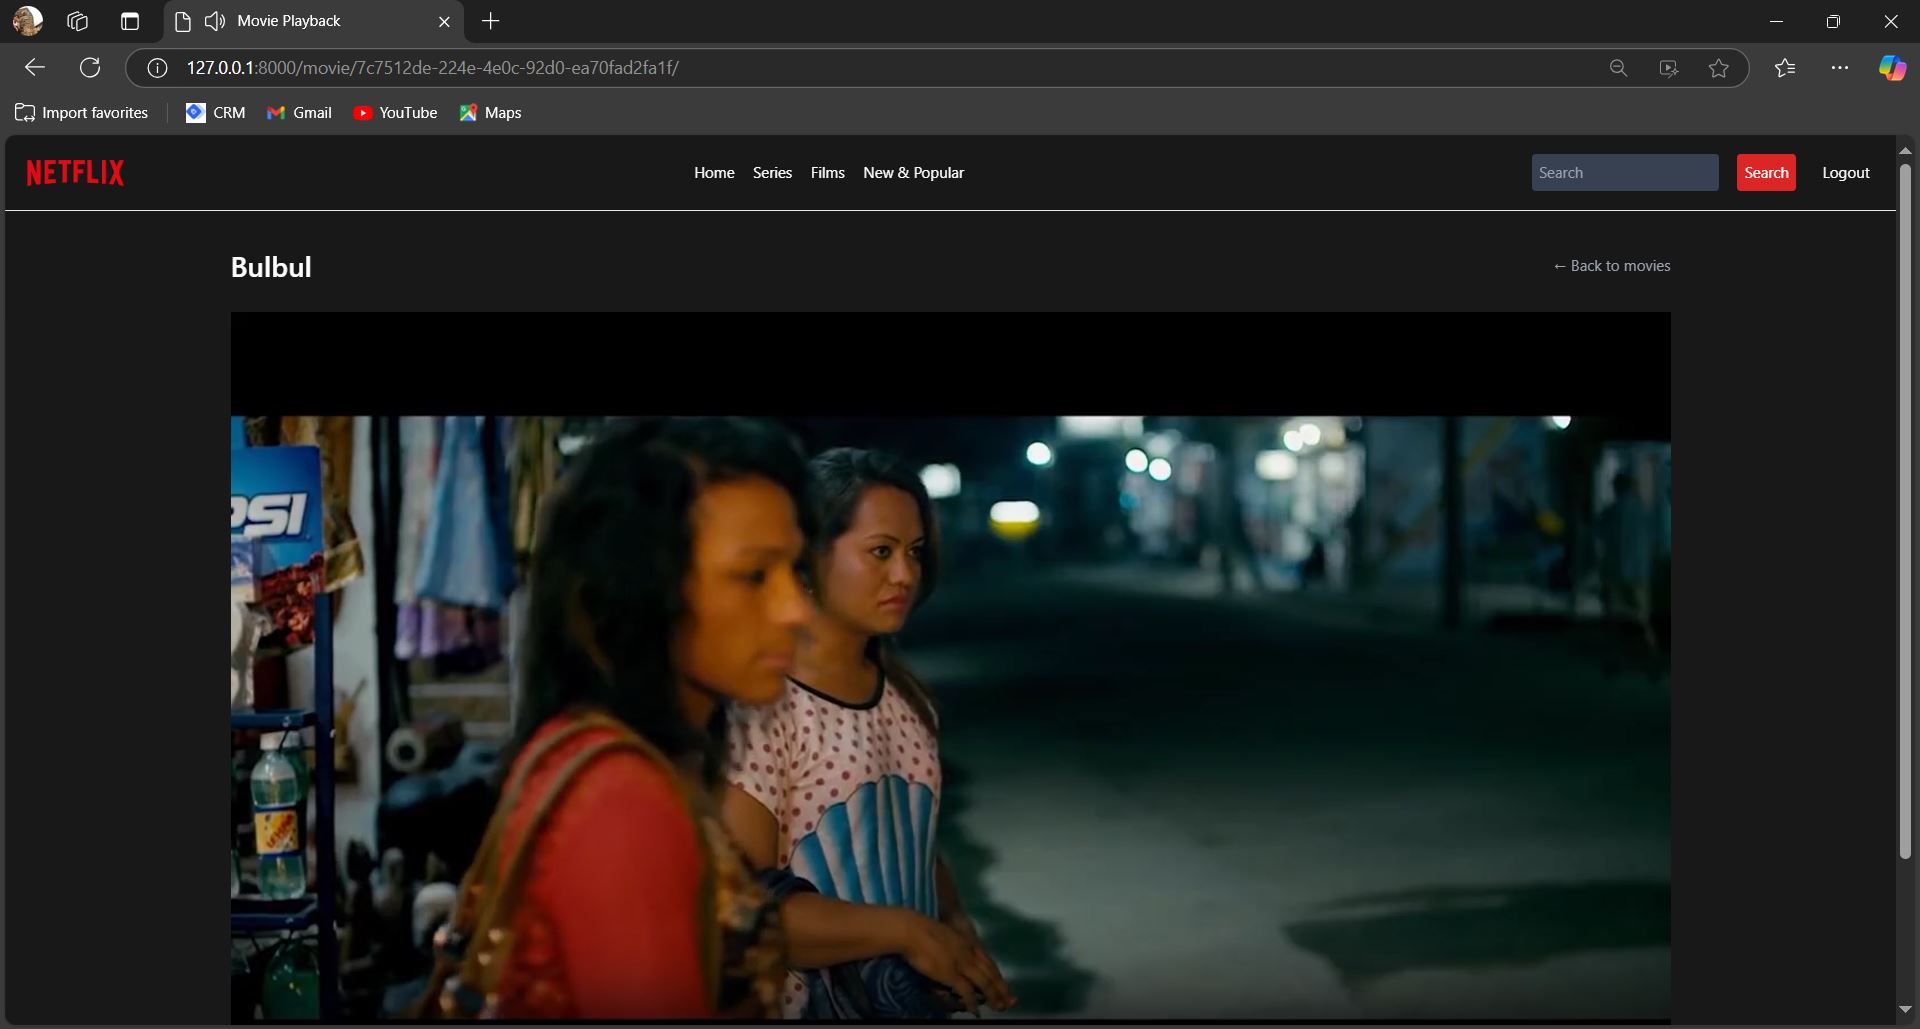 Movie Playback
127.0.0.1:8000/movie/7c7512de-224e-4e0c-92d0-ea70fad2fa1f/
Import favorites CRM Gmail YouTube Maps
NETFLIX Home Series Films New & Popular Search Search Logout
Bulbul ← Back to movies
PSI